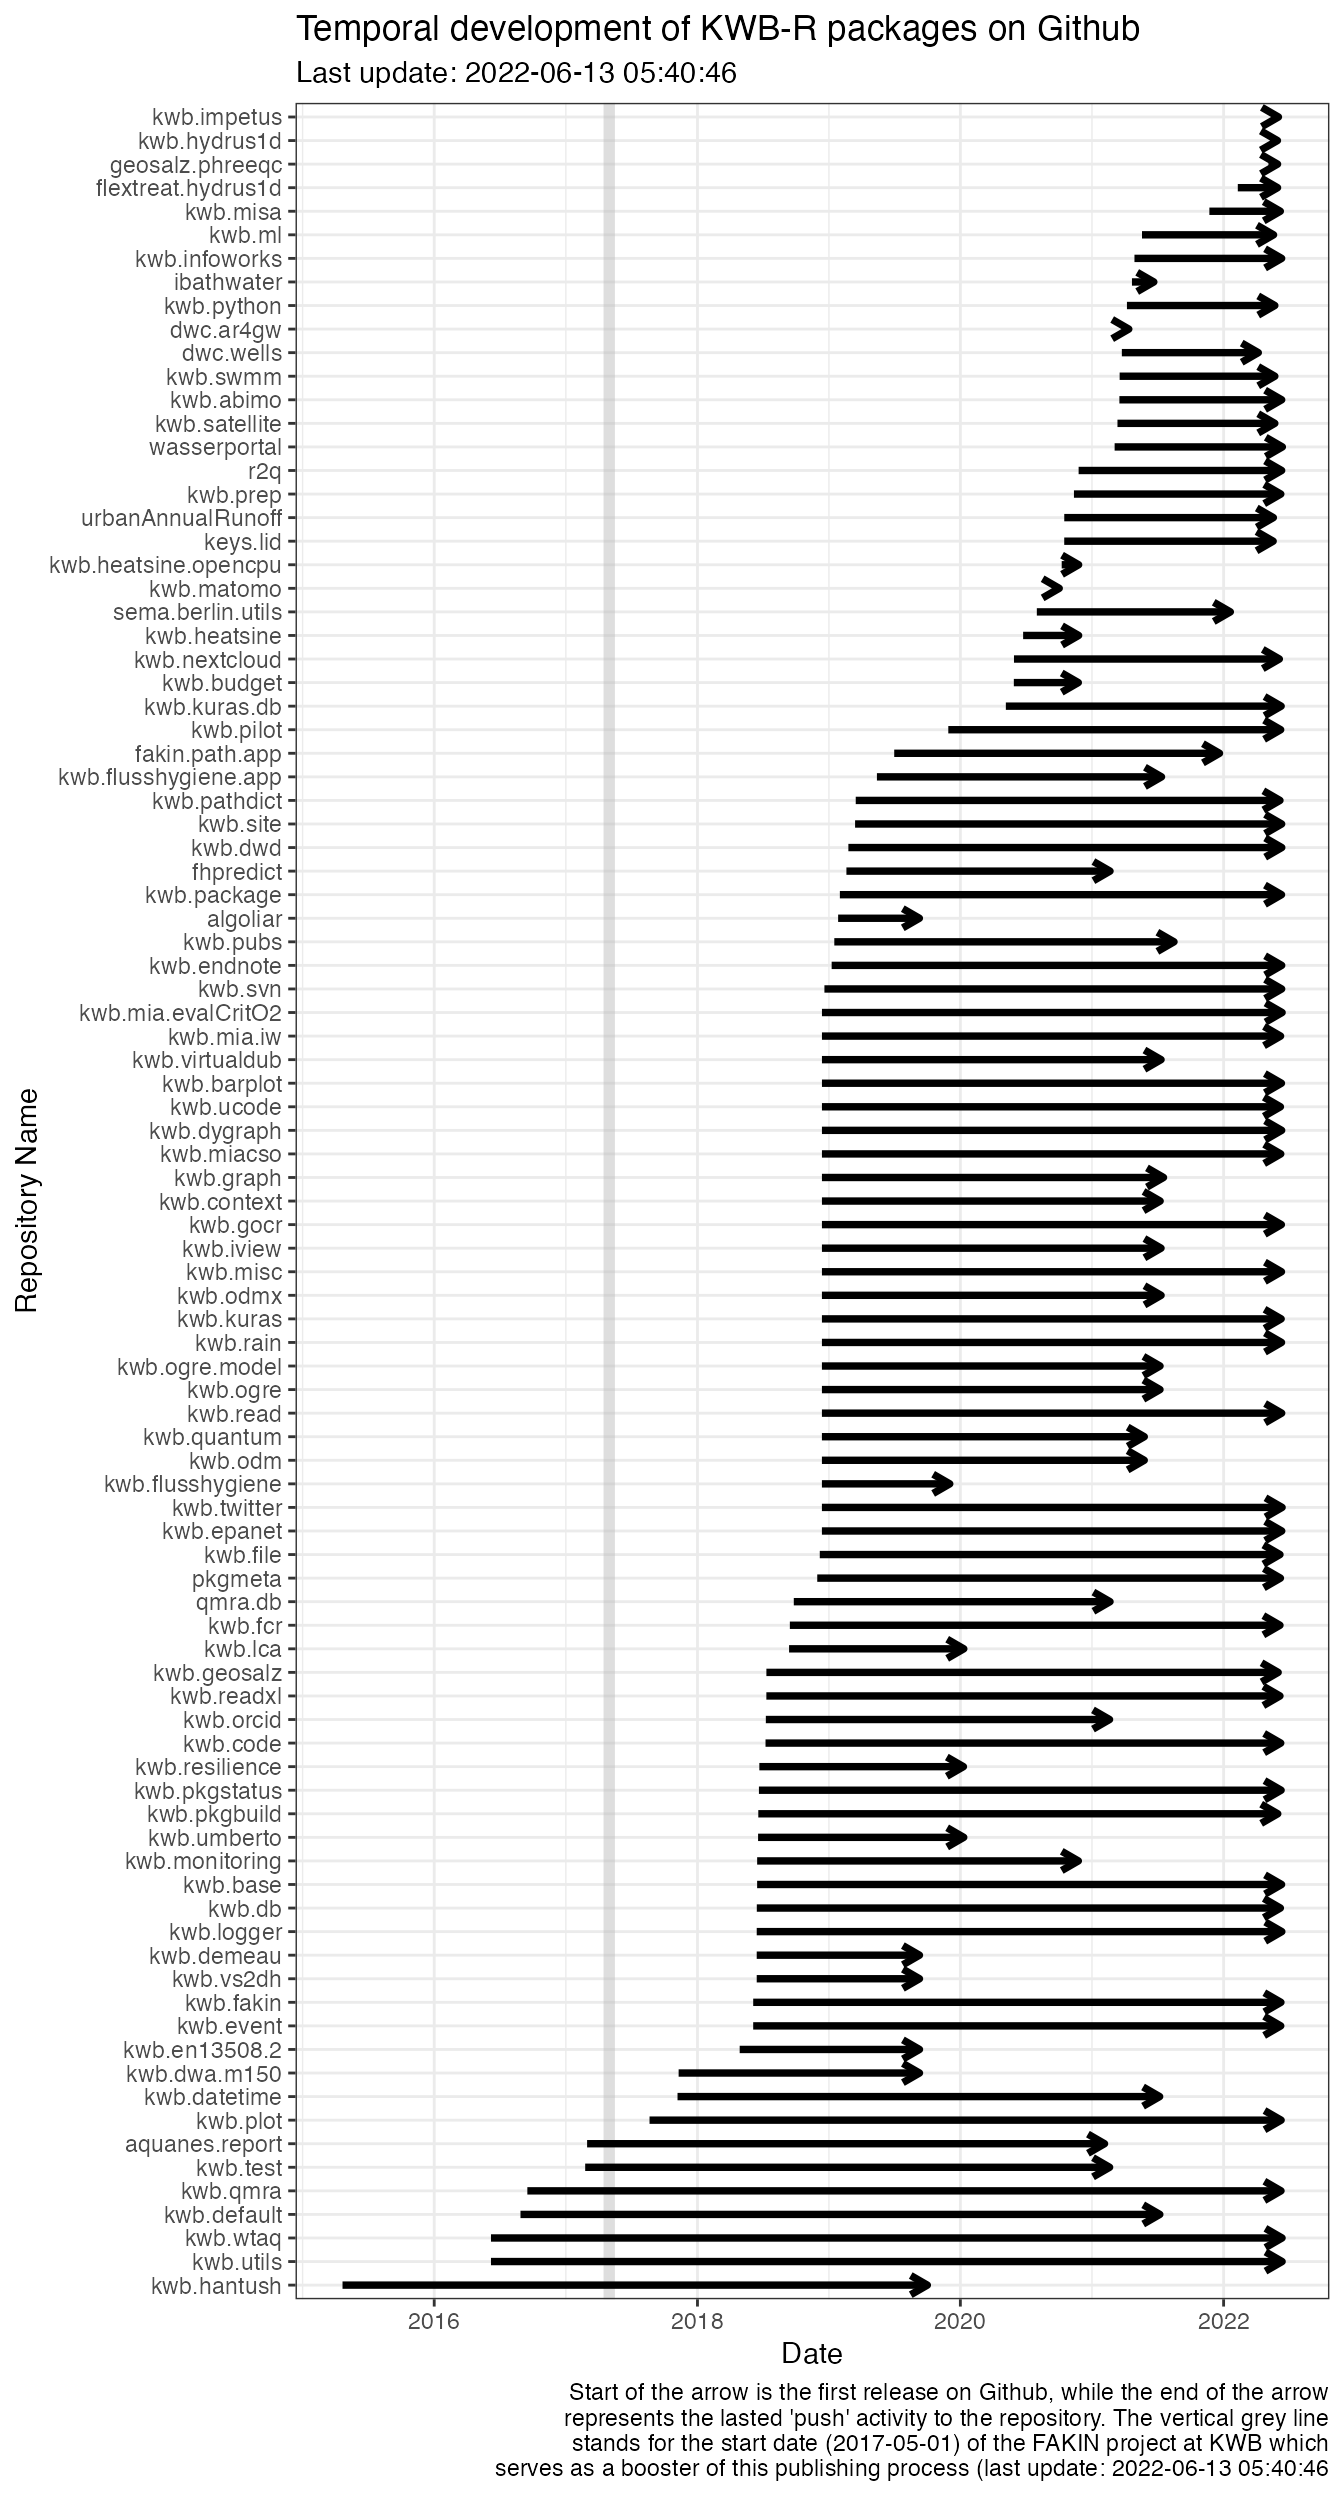 Temporal development of KWB-R packages on Github
Last update: 2022-06-13 05:40:46
kwb.impetus
kwb.hydrus1d
geosalz.phreeqc
flextreat.hydrus1d
kwb.misa
kwb.ml
kwb.infoworks
ibathwater
kwb.python
dwc.ar4gw
dwc.wells
kwb.swmm
kwb.abimo
kwb.satellite
wasserportal
r2q
kwb.prep
urbanAnnualRunoff
keys.lid
kwb.heatsine.opencpu
kwb.matomo
sema.berlin.utils
kwb.heatsine
kwb.nextcloud
kwb.budget
kwb.kuras.db
kwb.pilot
fakin.path.app
kwb.flusshygiene.app
kwb.pathdict
kwb.site
kwb.dwd
fhpredict
kwb.package
algoliar
kwb.pubs
kwb.endnote
kwb.svn
kwb.mia.evalCritO2
kwb.mia.iw
kwb.virtualdub
kwb.barplot
kwb.ucode
kwb.dygraph
kwb.miacso
kwb.graph
kwb.context
kwb.gocr
kwb.iview
kwb.misc
kwb.odmx
kwb.kuras
kwb.rain
kwb.ogre.model
kwb.ogre
kwb.read
kwb.quantum
kwb.odm
kwb.flusshygiene
kwb.twitter
kwb.epanet
kwb.file
pkgmeta
qmra.db
kwb.fcr
kwb.lca
kwb.geosalz
kwb.readxl
kwb.orcid
kwb.code
kwb.resilience
kwb.pkgstatus
kwb.pkgbuild
kwb.umberto
kwb.monitoring
kwb.base
kwb.db
kwb.logger
kwb.demeau
kwb.vs2dh
kwb.fakin
kwb.event
kwb.en13508.2
kwb.dwa.m150
kwb.datetime
kwb.plot
aquanes.report
kwb.test
kwb.qmra
kwb.default
kwb.wtaq
kwb.utils
kwb.hantush
Repository Name
2016 2018 2020 2022
Date
Start of the arrow is the first release on Github, while the end of the arrow
represents the lasted 'push' activity to the repository. The vertical grey line
stands for the start date (2017-05-01) of the FAKIN project at KWB which
serves as a booster of this publishing process (last update: 2022-06-13 05:40:46